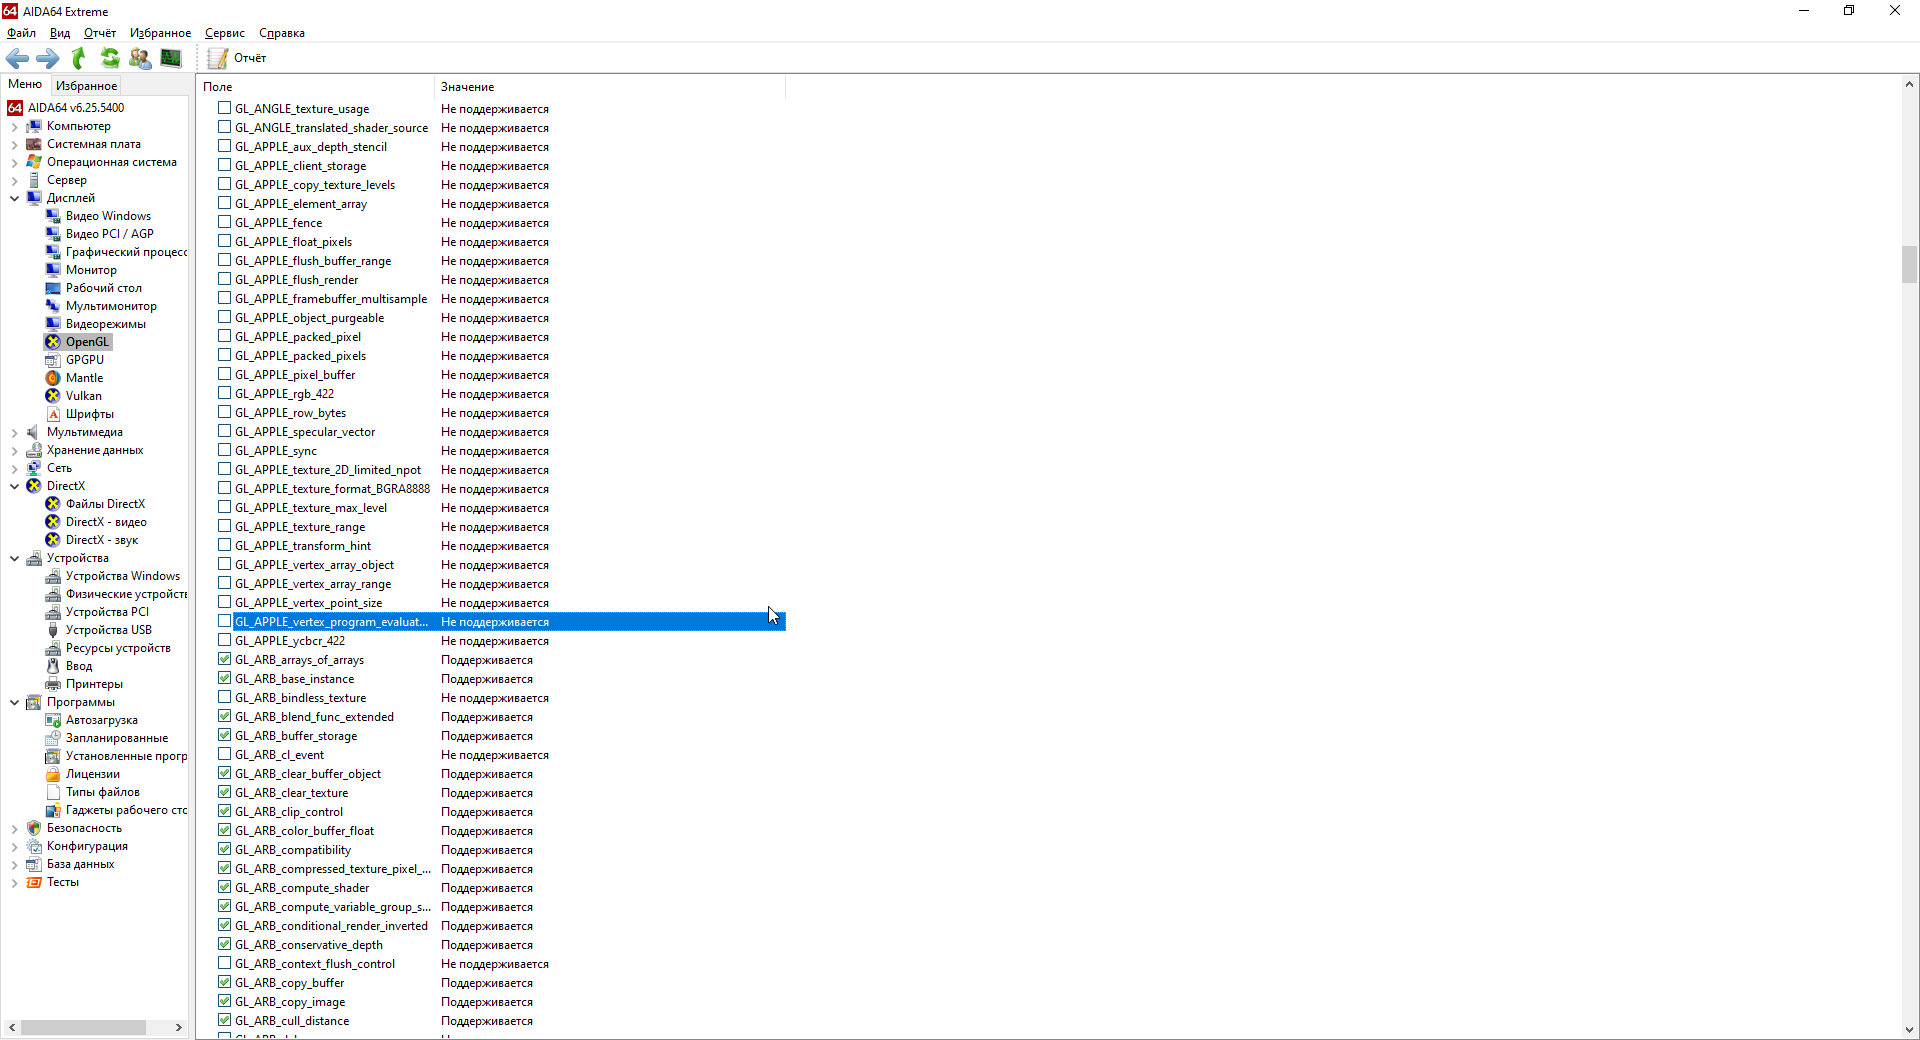 AIDA64 Extreme
Файл Вид Отчёт Избранное Сервис Справка
Отчёт
Меню Избранное
64 AIDA64 v6.25.5400
Компьютер
Системная плата
Операционная система
Сервер
Дисплей
Видео Windows
Видео PCI / AGP
Графический процесс
Монитор
Рабочий стол
Мультимонитор
Видеорежимы
OpenGL
GPGPU
Mantle
Vulkan
Шрифты
Мультимедиа
Хранение данных
Сеть
DirectX
Файлы DirectX
DirectX - видео
DirectX - звук
Устройства
Устройства Windows
Физические устройств
Устройства PCI
Устройства USB
Ресурсы устройств
Ввод
Принтеры
Программы
Автозагрузка
Запланированные
Установленные прогр
Лицензии
Типы файлов
Гаджеты рабочего сто
Безопасность
Конфигурация
База данных
Тесты
Поле Значение
GL_ANGLE_texture_usage Не поддерживается
GL_ANGLE_translated_shader_source Не поддерживается
GL_APPLE_aux_depth_stencil Не поддерживается
GL_APPLE_client_storage Не поддерживается
GL_APPLE_copy_texture_levels Не поддерживается
GL_APPLE_element_array Не поддерживается
GL_APPLE_fence Не поддерживается
GL_APPLE_float_pixels Не поддерживается
GL_APPLE_flush_buffer_range Не поддерживается
GL_APPLE_flush_render Не поддерживается
GL_APPLE_framebuffer_multisample Не поддерживается
GL_APPLE_object_purgeable Не поддерживается
GL_APPLE_packed_pixel Не поддерживается
GL_APPLE_packed_pixels Не поддерживается
GL_APPLE_pixel_buffer Не поддерживается
GL_APPLE_rgb_422 Не поддерживается
GL_APPLE_row_bytes Не поддерживается
GL_APPLE_specular_vector Не поддерживается
GL_APPLE_sync Не поддерживается
GL_APPLE_texture_2D_limited_npot Не поддерживается
GL_APPLE_texture_format_BGRA8888 Не поддерживается
GL_APPLE_texture_max_level Не поддерживается
GL_APPLE_texture_range Не поддерживается
GL_APPLE_transform_hint Не поддерживается
GL_APPLE_vertex_array_object Не поддерживается
GL_APPLE_vertex_array_range Не поддерживается
GL_APPLE_vertex_point_size Не поддерживается
GL_APPLE_vertex_program_evaluat... Не поддерживается
GL_APPLE_ycbcr_422 Не поддерживается
GL_ARB_arrays_of_arrays Поддерживается
GL_ARB_base_instance Поддерживается
GL_ARB_bindless_texture Не поддерживается
GL_ARB_blend_func_extended Поддерживается
GL_ARB_buffer_storage Поддерживается
GL_ARB_cl_event Не поддерживается
GL_ARB_clear_buffer_object Поддерживается
GL_ARB_clear_texture Поддерживается
GL_ARB_clip_control Поддерживается
GL_ARB_color_buffer_float Поддерживается
GL_ARB_compatibility Поддерживается
GL_ARB_compressed_texture_pixel_... Поддерживается
GL_ARB_compute_shader Поддерживается
GL_ARB_compute_variable_group_s... Поддерживается
GL_ARB_conditional_render_inverted Поддерживается
GL_ARB_conservative_depth Поддерживается
GL_ARB_context_flush_control Не поддерживается
GL_ARB_copy_buffer Поддерживается
GL_ARB_copy_image Поддерживается
GL_ARB_cull_distance Поддерживается